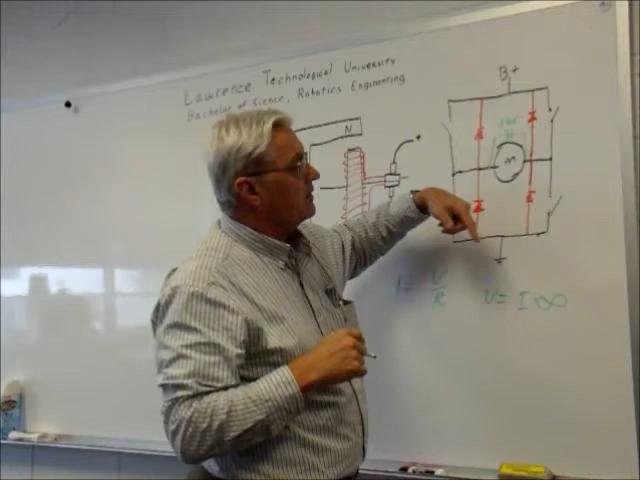 Lawrence Technological University
Bachelor of Science, Robotics Engineering
B+
N
+
m
I = V
R
V = I ∞